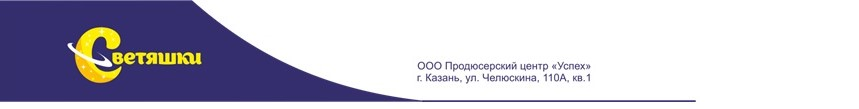 Светяшки
ООО Продюсерский центр «Успех»
г. Казань, ул. Челюскина, 110А, кв.1